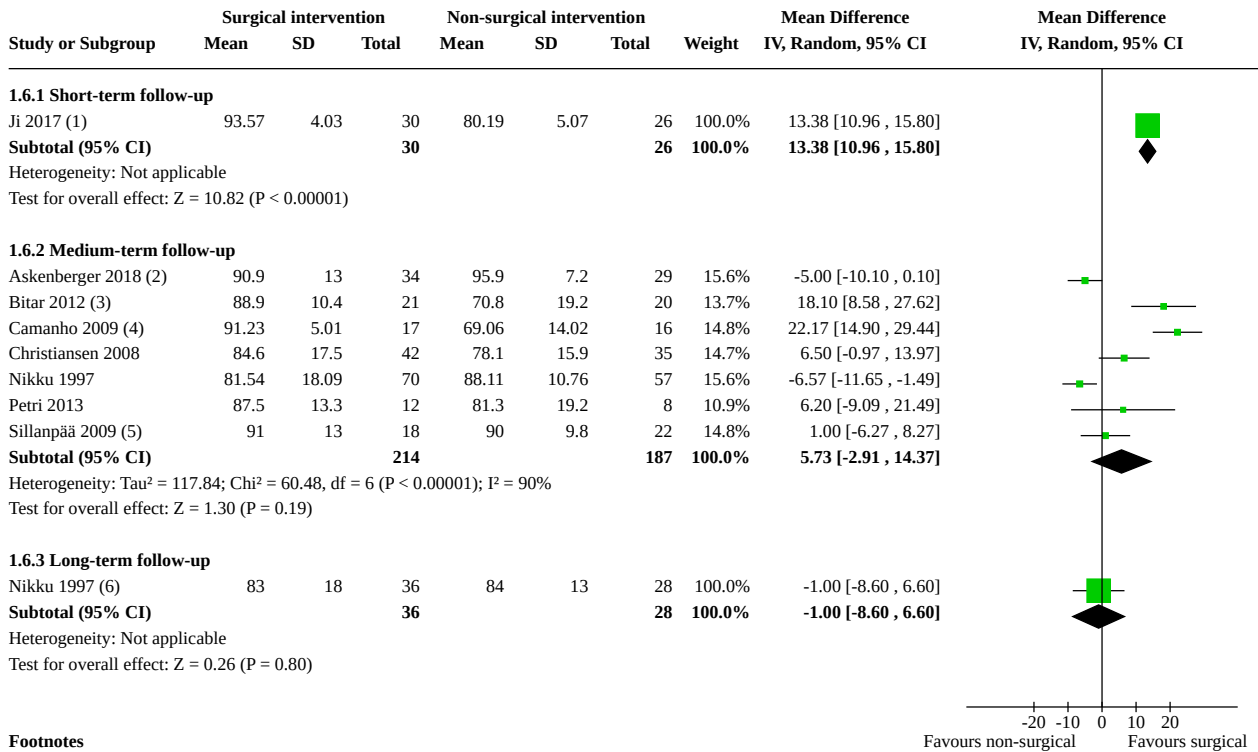 Surgical intervention Non-surgical intervention Mean Difference Mean Difference
Study or Subgroup Mean SD Total Mean SD Total Weight IV, Random, 95% CI IV, Random, 95% CI
1.6.1 Short-term follow-up
Ji 2017 (1) 93.57 4.03 30 80.19 5.07 26 100.0% 13.38 [10.96 , 15.80]
Subtotal (95% CI) 30 26 100.0% 13.38 [10.96 , 15.80]
Heterogeneity: Not applicable
Test for overall effect: Z = 10.82 (P < 0.00001)
1.6.2 Medium-term follow-up
Askenberger 2018 (2) 90.9 13 34 95.9 7.2 29 15.6% -5.00 [-10.10 , 0.10]
Bitar 2012 (3) 88.9 10.4 21 70.8 19.2 20 13.7% 18.10 [8.58 , 27.62]
Camanho 2009 (4) 91.23 5.01 17 69.06 14.02 16 14.8% 22.17 [14.90 , 29.44]
Christiansen 2008 84.6 17.5 42 78.1 15.9 35 14.7% 6.50 [-0.97 , 13.97]
Nikku 1997 81.54 18.09 70 88.11 10.76 57 15.6% -6.57 [-11.65 , -1.49]
Petri 2013 87.5 13.3 12 81.3 19.2 8 10.9% 6.20 [-9.09 , 21.49]
Sillanpää 2009 (5) 91 13 18 90 9.8 22 14.8% 1.00 [-6.27 , 8.27]
Subtotal (95% CI) 214 187 100.0% 5.73 [-2.91 , 14.37]
Heterogeneity: Tau² = 117.84; Chi² = 60.48, df = 6 (P < 0.00001); I² = 90%
Test for overall effect: Z = 1.30 (P = 0.19)
1.6.3 Long-term follow-up
Nikku 1997 (6) 83 18 36 84 13 28 100.0% -1.00 [-8.60 , 6.60]
Subtotal (95% CI) 36 28 100.0% -1.00 [-8.60 , 6.60]
Heterogeneity: Not applicable
Test for overall effect: Z = 0.26 (P = 0.80)
-20 -10 0 10 20
Footnotes Favours non-surgical Favours surgical